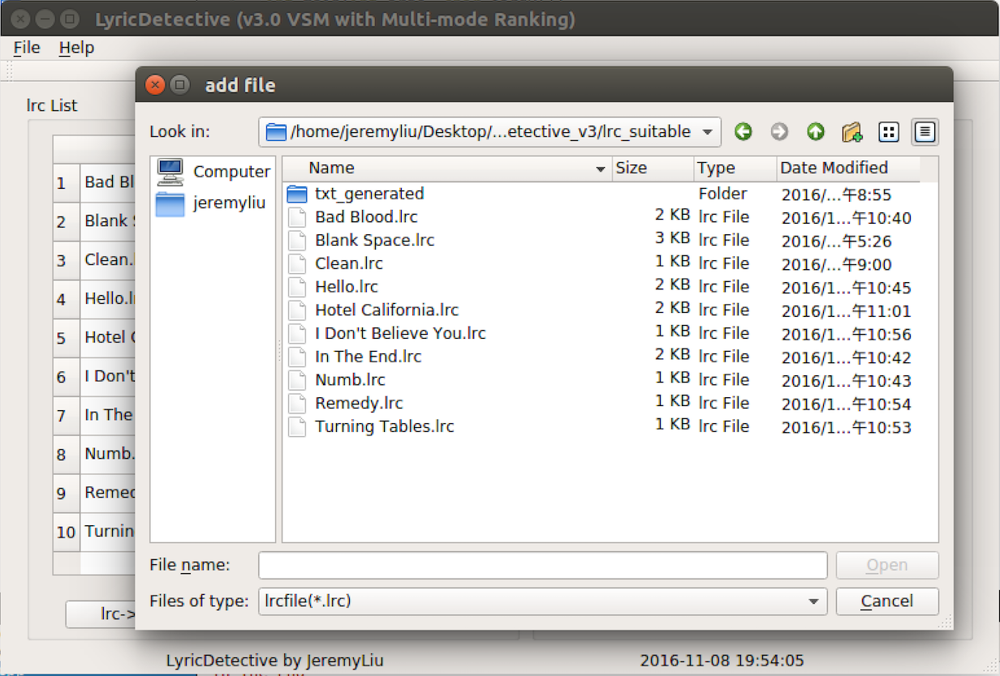 LyricDetective (v3.0 VSM with Multi-mode Ranking)
File Help
add file
lrc List
Look in: /home/jeremyliu/Desktop/...etective_v3/lrc_suitable
Computer
jeremyliu
Name Size Type Date Modified
txt_generated Folder 2016/...午8:55
Bad Blood.lrc 2 KB lrc File 2016/1...午10:40
Blank Space.lrc 3 KB lrc File 2016/...午5:26
Clean.lrc 1 KB lrc File 2016/...午9:00
Hello.lrc 2 KB lrc File 2016/1...午10:45
Hotel California.lrc 2 KB lrc File 2016/1...午11:01
I Don't Believe You.lrc 1 KB lrc File 2016/1...午10:56
In The End.lrc 2 KB lrc File 2016/1...午10:42
Numb.lrc 1 KB lrc File 2016/1...午10:43
Remedy.lrc 1 KB lrc File 2016/1...午10:54
Turning Tables.lrc 1 KB lrc File 2016/1...午10:53
1 Bad Bl
2 Blank
3 Clean.
4 Hello.l
5 Hotel
6 I Don't
7 In The
8 Numb.
9 Remed
10 Turnin
File name: Open
Files of type: lrcfile(*.lrc) Cancel
lrc->
LyricDetective by JeremyLiu 2016-11-08 19:54:05